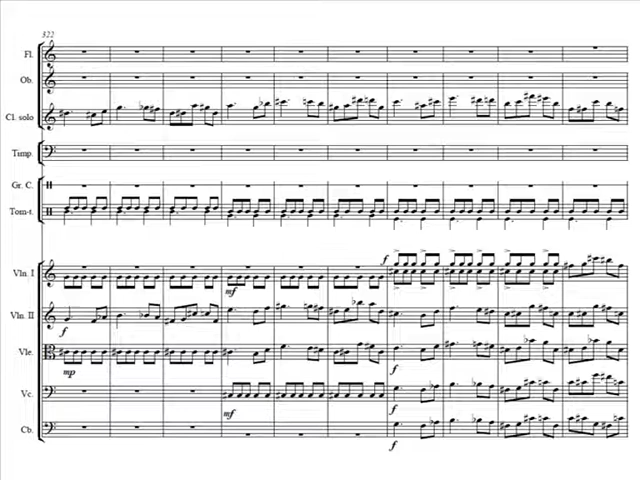 322
Fl.
Ob.
Cl. solo
Timp.
Gr. C.
Tom-t.
f
Vln. I
mf
Vln. II
f
Vle.
mp
f
Vc.
mf
f
Cb.
f